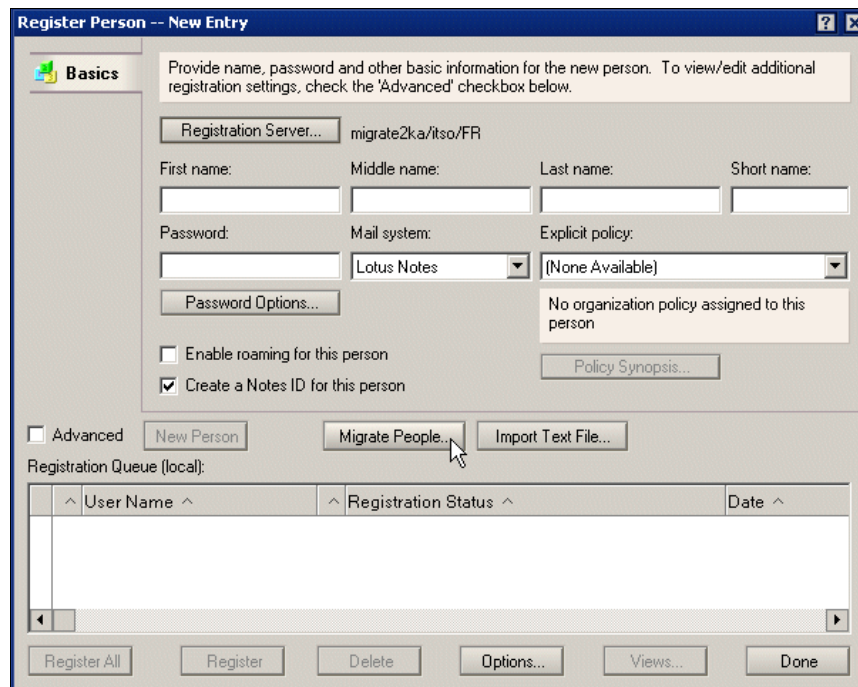 Register Person -- New Entry
Basics
Provide name, password and other basic information for the new person. To view/edit additional
registration settings, check the 'Advanced' checkbox below.
Registration Server... migrate2ka/itso/FR
First name: Middle name: Last name: Short name:
Password: Mail system: Explicit policy:
Lotus Notes (None Available)
Password Options... No organization policy assigned to this
person
Enable roaming for this person
Policy Synopsis...
Create a Notes ID for this person
Advanced New Person Migrate People... Import Text File...
Registration Queue (local):
User Name Registration Status Date
Register All Register Delete Options... Views... Done